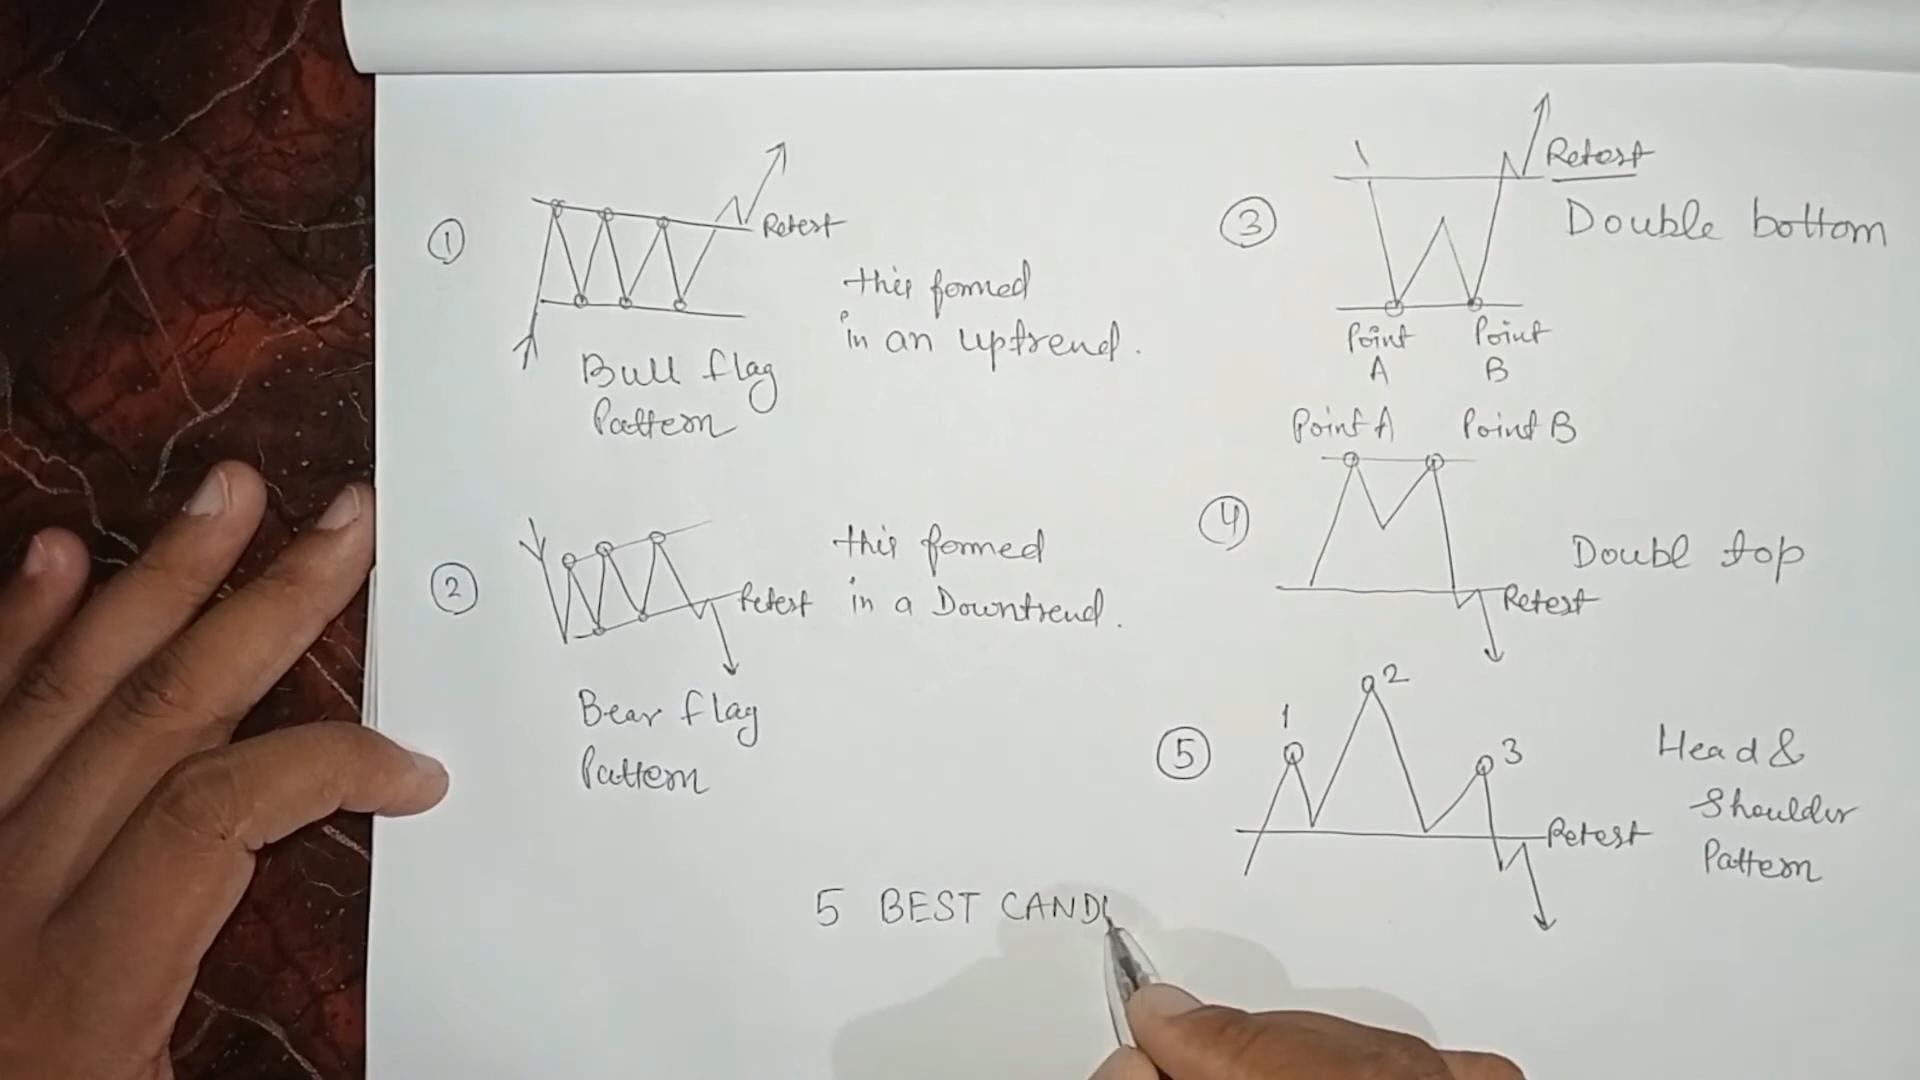 1
Retest
this formed
in an uptrend.
Bull flag
Pattern
2
Retest
this formed
in a Downtrend.
Bear flag
Pattern
3
Retest
Double bottom
Point
A
Point
B
Point A
Point B
4
Doubl top
Retest
5
1
2
3
Retest
Head &
Shoulder
Pattern
5 BEST CANDL